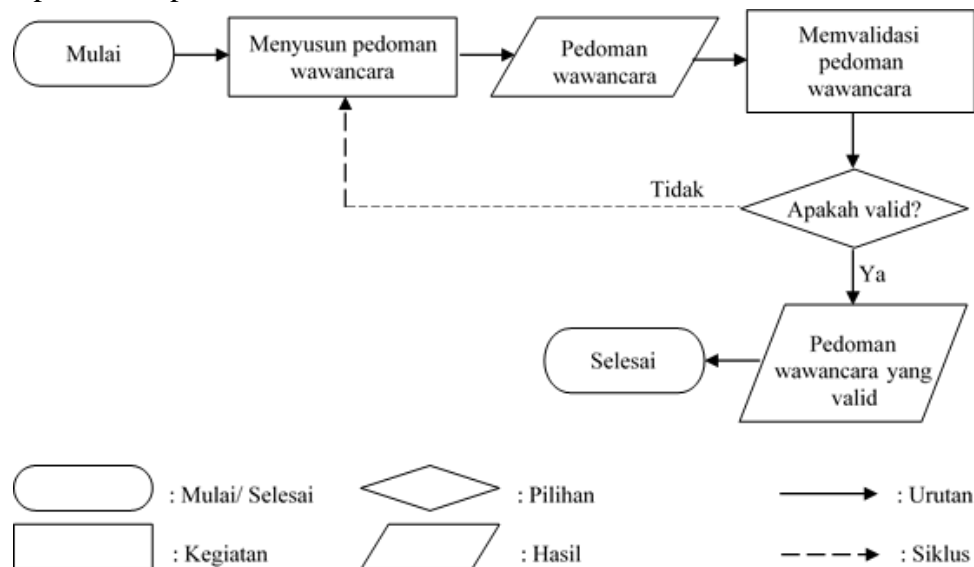 Mulai
Menyusun pedoman
wawancara
Pedoman
wawancara
Memvalidasi
pedoman
wawancara
Tidak
Apakah valid?
Ya
Selesai
Pedoman
wawancara yang
valid
: Mulai/ Selesai
: Pilihan
: Urutan
: Kegiatan
: Hasil
: Siklus